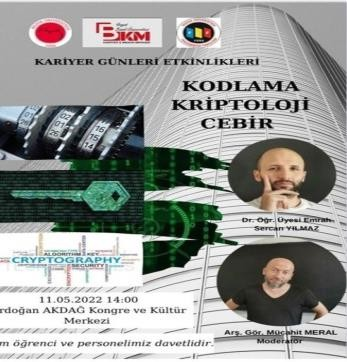 BKM
KARİYER GÜNLERİ ETKİNLİKLERİ
KODLAMA
KRİPTOLOJİ
CEBİR
Dr. Öğr. Üyesi Emrah
Sercan YILMAZ
ALGORITHM KEY
CRYPTOGRAPHY
SECURITY
11.05.2022 14:00
rdoğan AKDAĞ Kongre ve Kültür
Merkezi
Arş. Gör. Mücahit MERAL
Moderatör
m öğrenci ve personelimiz davetlidir.